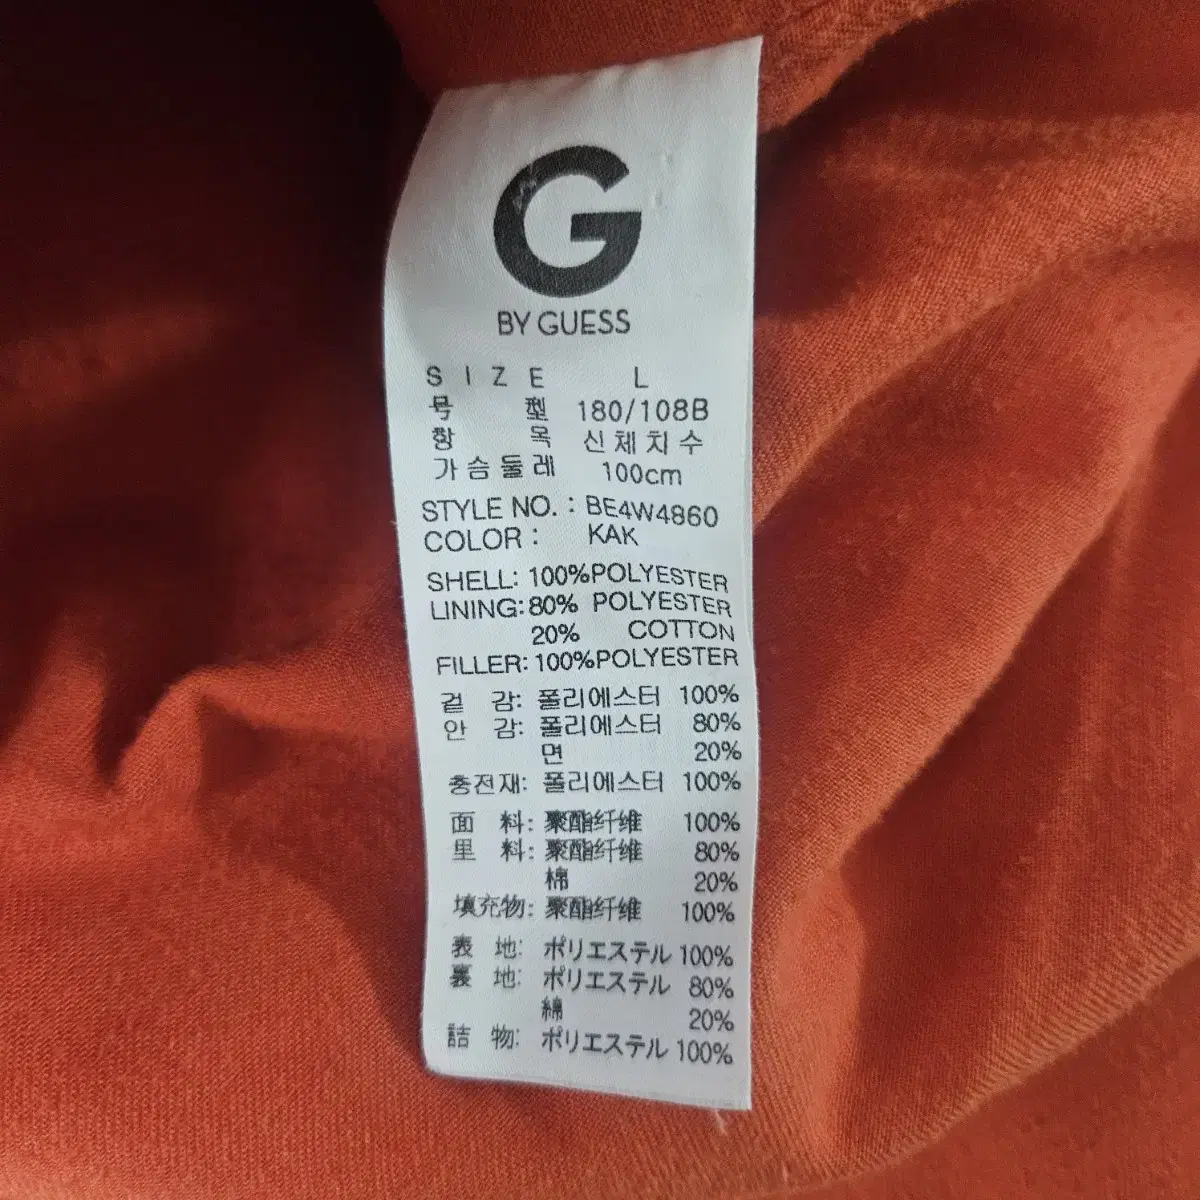 G
BY GUESS
SIZE L
号型 180/108B
항목 신체치수
가슴둘레 100cm
STYLE NO. : BE4W4860
COLOR : KAK
SHELL: 100%POLYESTER
LINING: 80% POLYESTER
20% COTTON
FILLER: 100%POLYESTER
겉감: 폴리에스터 100%
안감: 폴리에스터 80%
면 20%
충전재: 폴리에스터 100%
面料: 聚酯纤维 100%
里料: 聚酯纤维 80%
棉 20%
填充物: 聚酯纤维 100%
表地: ポリエステル 100%
裏地: ポリエステル 80%
綿 20%
詰物: ポリエステル 100%